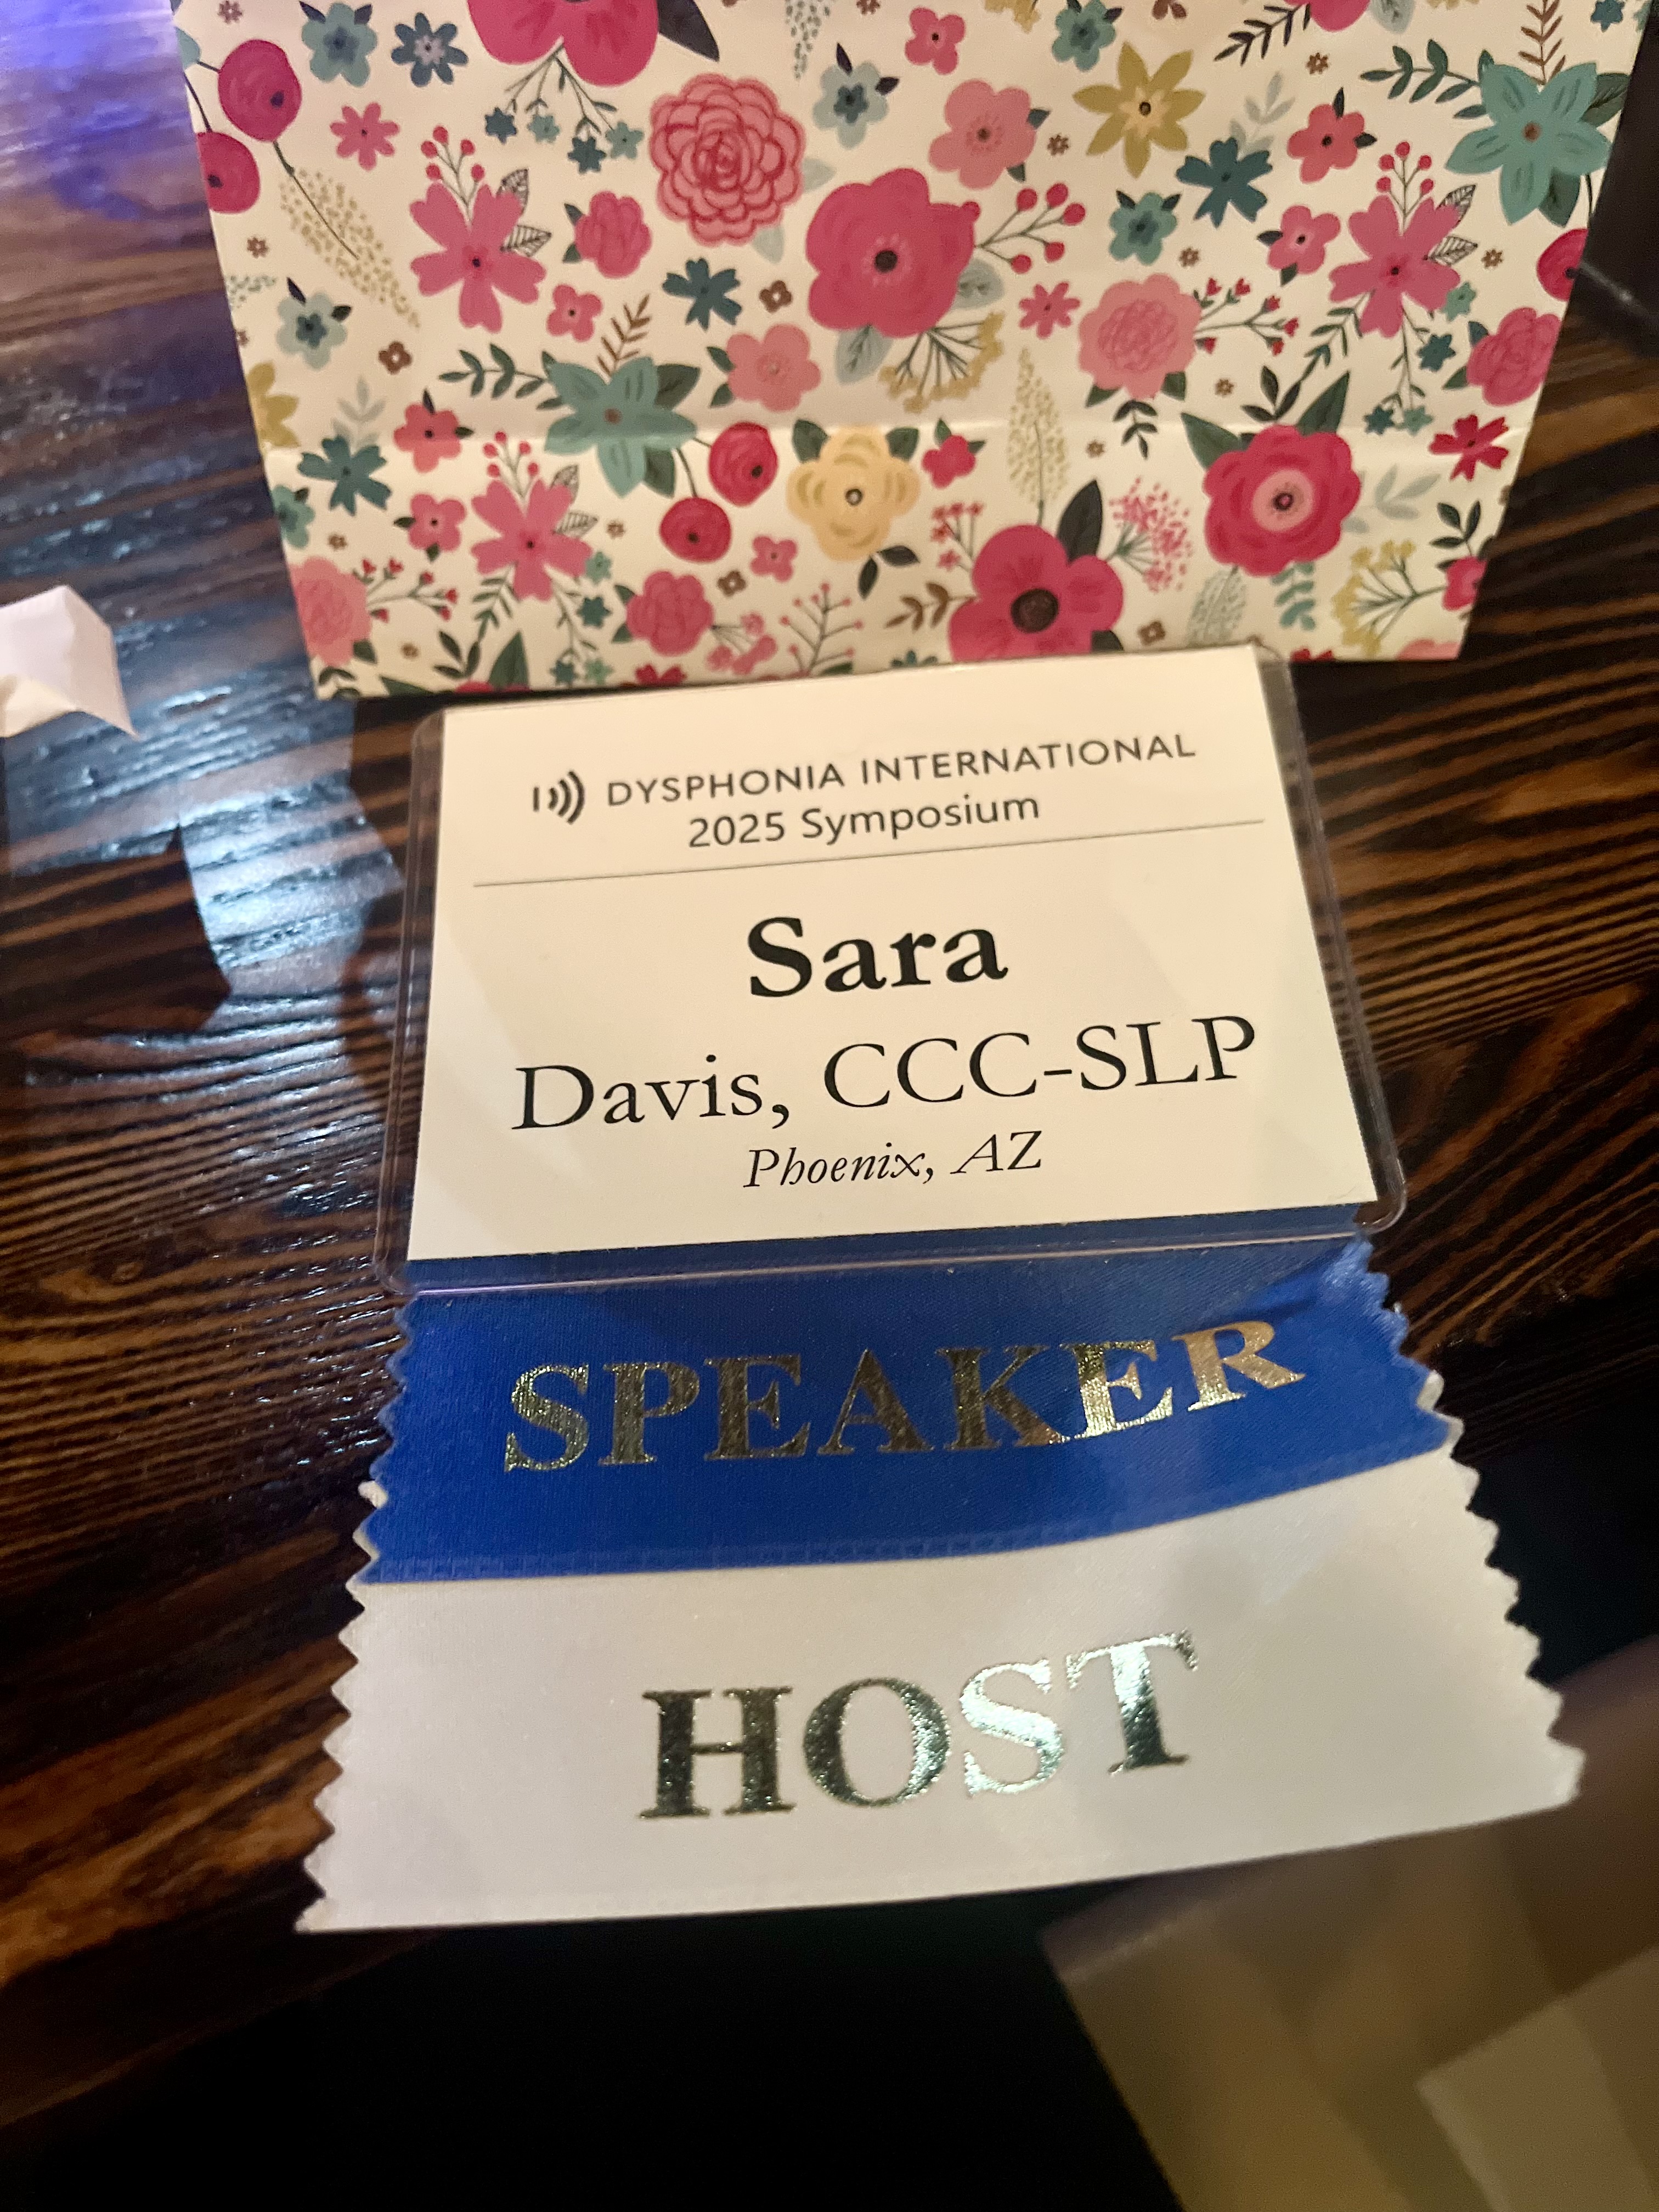 DYSPHONIA INTERNATIONAL
2025 Symposium
Sara
Davis, CCC-SLP
Phoenix, AZ
SPEAKER
HOST